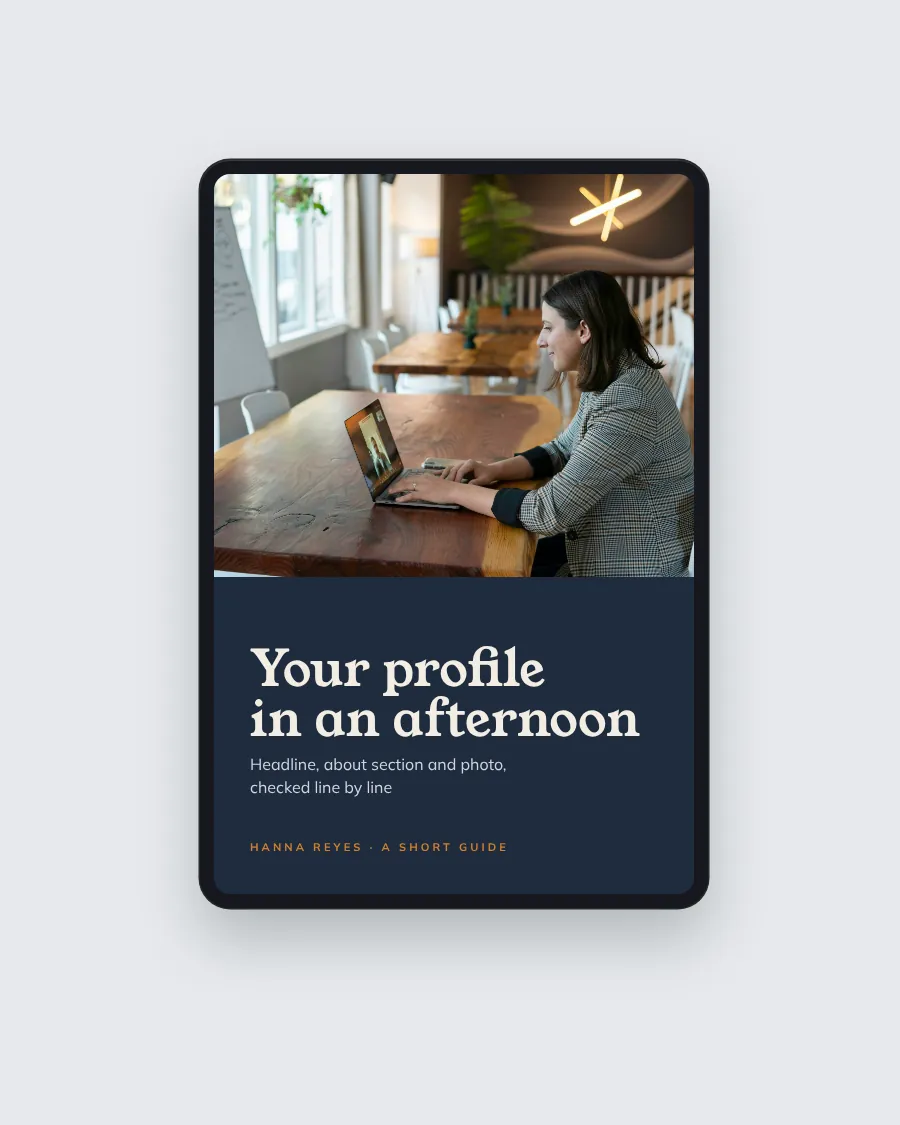 Your profile
in an afternoon
Headline, about section and photo,
checked line by line
HANNA REYES · A SHORT GUIDE